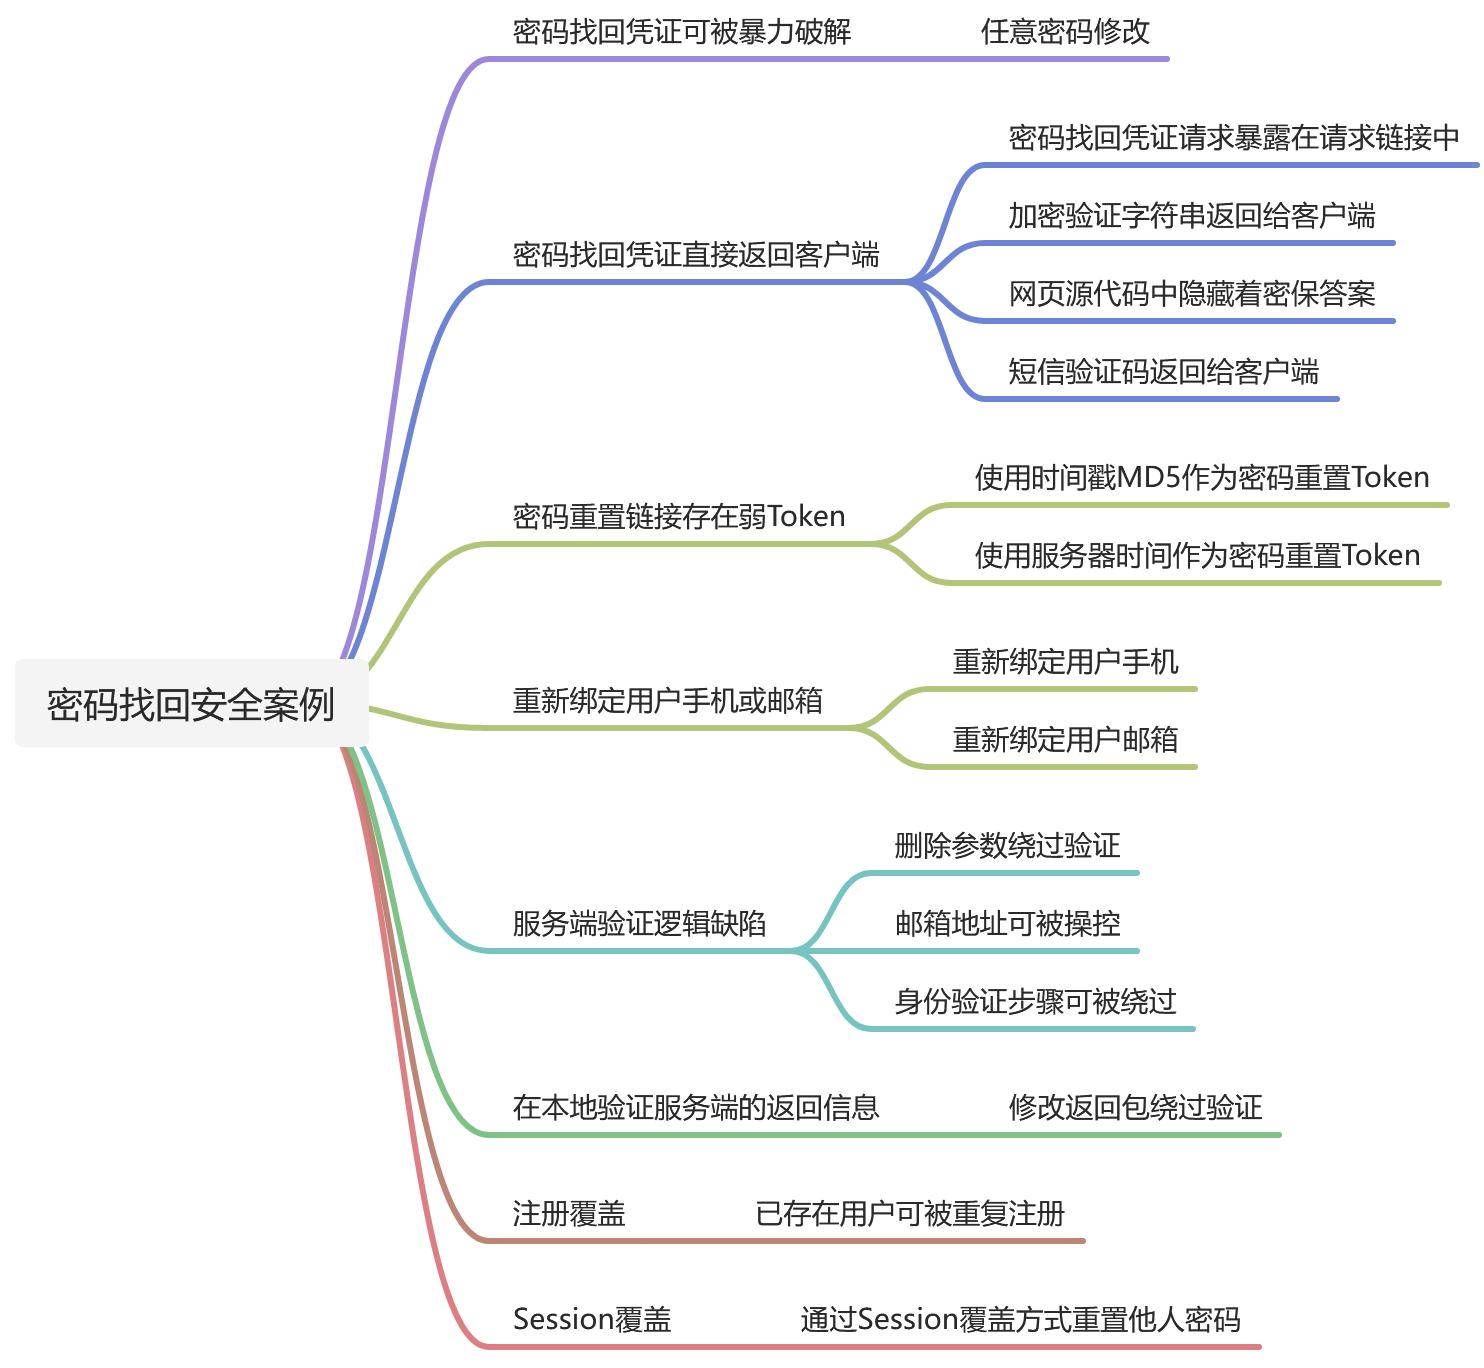 密码找回安全案例
密码找回凭证可被暴力破解
任意密码修改
密码找回凭证直接返回客户端
密码找回凭证请求暴露在请求链接中
加密验证字符串返回给客户端
网页源代码中隐藏着密保答案
短信验证码返回给客户端
密码重置链接存在弱Token
使用时间戳MD5作为密码重置Token
使用服务器时间作为密码重置Token
重新绑定用户手机或邮箱
重新绑定用户手机
重新绑定用户邮箱
服务端验证逻辑缺陷
删除参数绕过验证
邮箱地址可被操控
身份验证步骤可被绕过
在本地验证服务端的返回信息
修改返回包绕过验证
注册覆盖
已存在用户可被重复注册
Session覆盖
通过Session覆盖方式重置他人密码